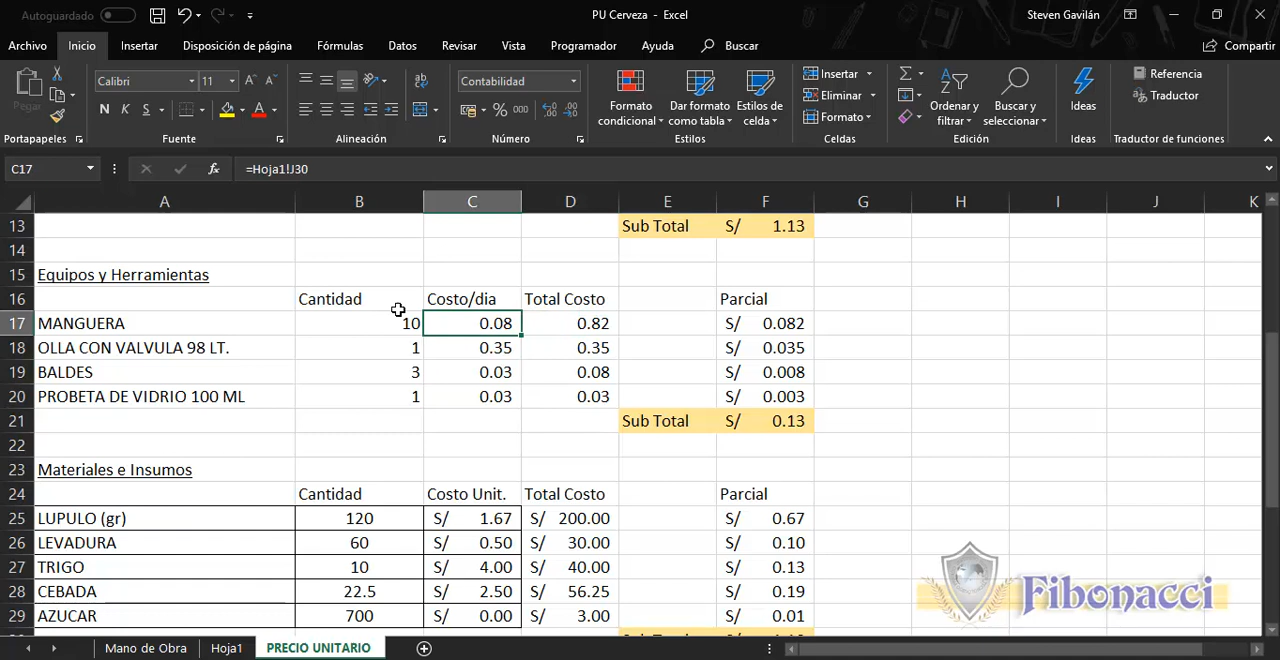 Autoguardado
PU Cerveza - Excel
Steven Gavilán
Archivo Inicio Insertar Disposición de página Fórmulas Datos Revisar Vista Programador Ayuda Buscar Compartir
Pegar
Calibri 11
N K S
Contabilidad
% 000
Formato condicional
Dar formato como tabla
Estilos de celda
Insertar
Eliminar
Formato
Ordenar y filtrar
Buscar y seleccionar
Ideas
Referencia
Traductor
Portapapeles Fuente Alineación Número Estilos Celdas Edición Ideas Traductor de funciones
C17 fx =Hoja1!J30
A B C D E F G H I J K
13 Sub Total S/ 1.13
14
15 Equipos y Herramientas
16 Cantidad Costo/dia Total Costo Parcial
17 MANGUERA 10 0.08 0.82 S/ 0.082
18 OLLA CON VALVULA 98 LT. 1 0.35 0.35 S/ 0.035
19 BALDES 3 0.03 0.08 S/ 0.008
20 PROBETA DE VIDRIO 100 ML 1 0.03 0.03 S/ 0.003
21 Sub Total S/ 0.13
22
23 Materiales e Insumos
24 Cantidad Costo Unit. Total Costo Parcial
25 LUPULO (gr) 120 S/ 1.67 S/ 200.00 S/ 0.67
26 LEVADURA 60 S/ 0.50 S/ 30.00 S/ 0.10
27 TRIGO 10 S/ 4.00 S/ 40.00 S/ 0.13
28 CEBADA 22.5 S/ 2.50 S/ 56.25 S/ 0.19
29 AZUCAR 700 S/ 0.00 S/ 3.00 S/ 0.01
Fibonacci
Mano de Obra Hoja1 PRECIO UNITARIO